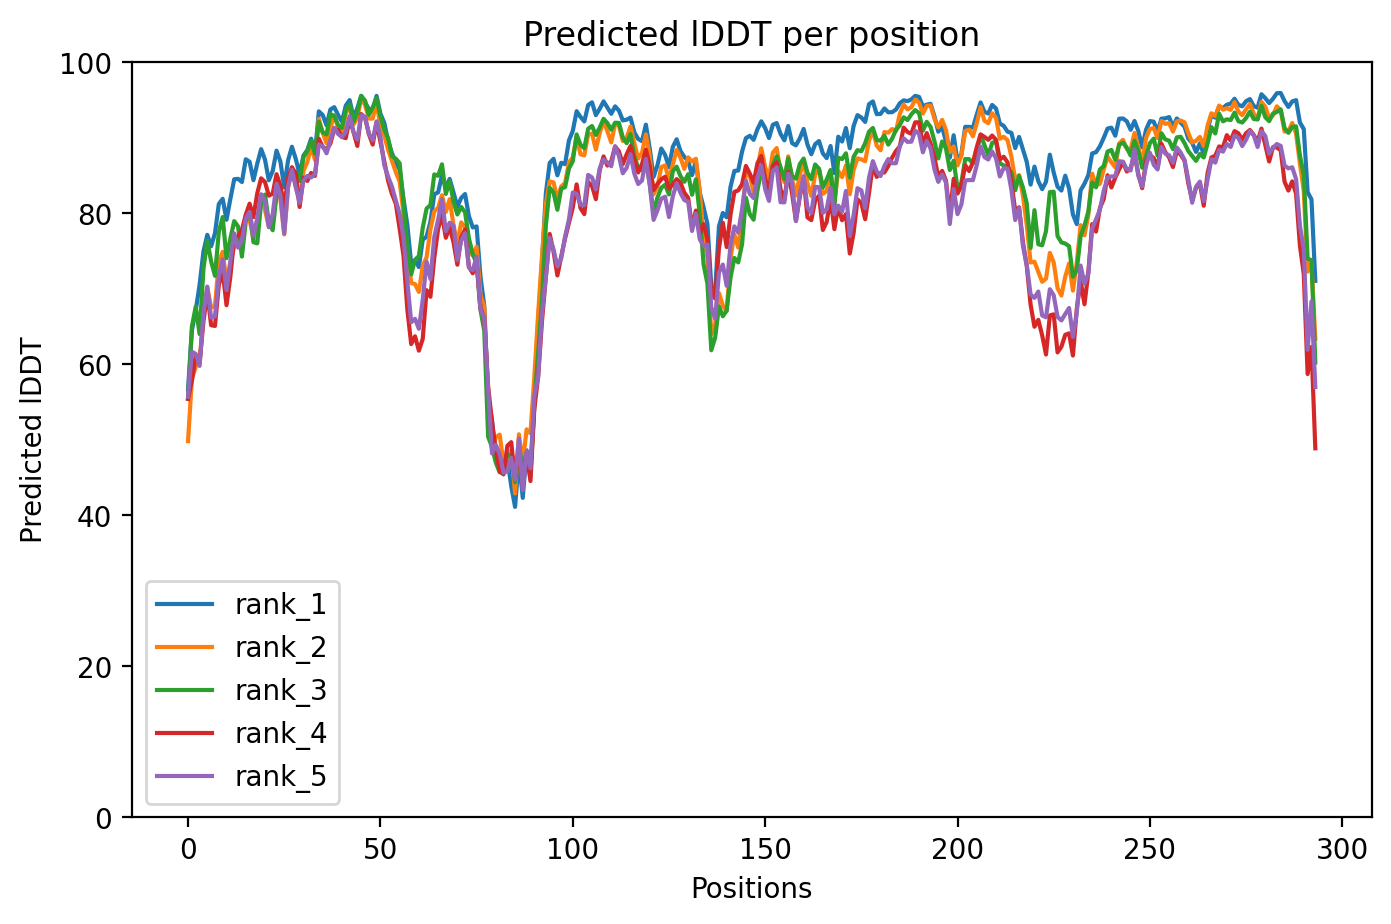 Predicted lDDT per position
100
80
60
40
20
0
Predicted lDDT
rank_1
rank_2
rank_3
rank_4
rank_5
0 50 100 150 200 250 300
Positions